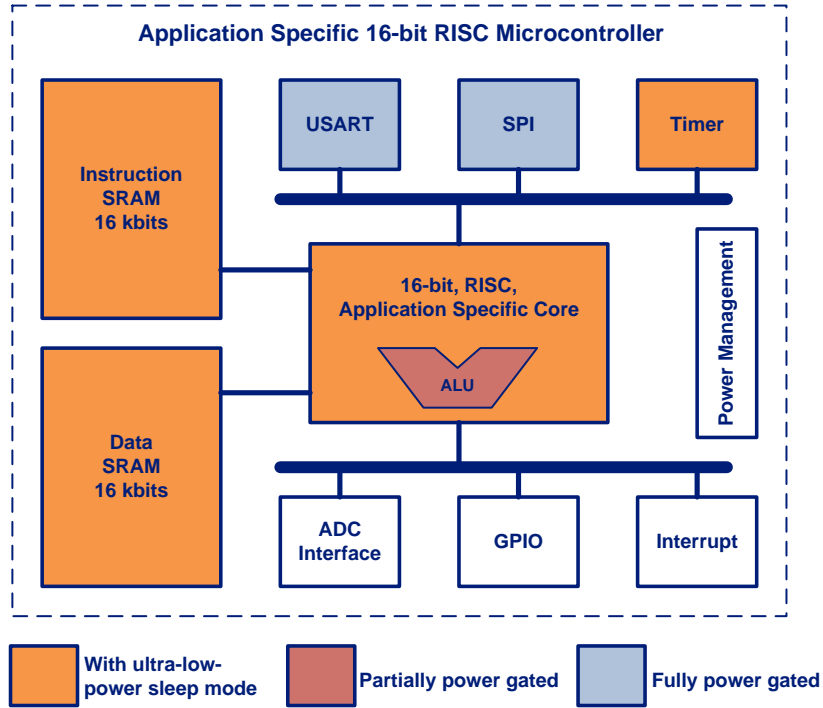 Application Specific 16-bit RISC Microcontroller
Instruction
SRAM
16 kbits
USART
SPI
Timer
16-bit, RISC,
Application Specific Core
ALU
Power Management
Data
SRAM
16 kbits
ADC
Interface
GPIO
Interrupt
With ultra-low-
power sleep mode
Partially power gated
Fully power gated